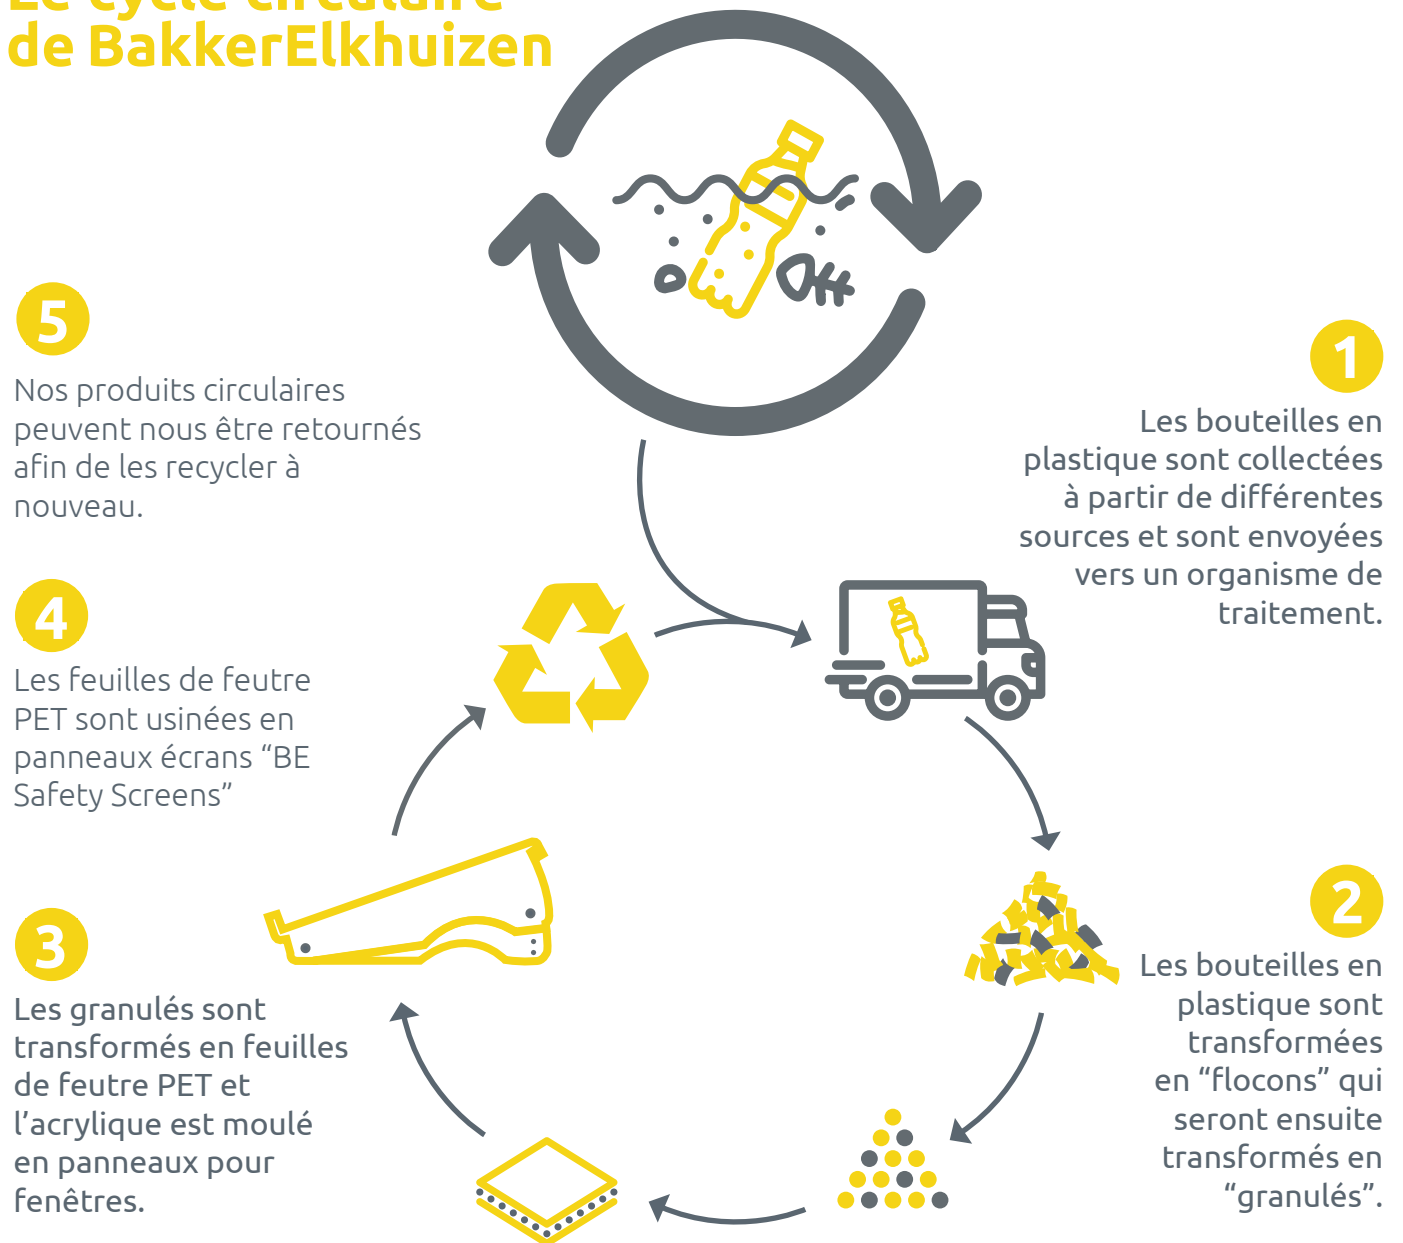 Le cycle circulaire
de BakkerElkhuizen
1
Les bouteilles en
plastique sont collectées
à partir de différentes
sources et sont envoyées
vers un organisme de
traitement.
2
Les bouteilles en
plastique sont
transformées
en “flocons” qui
seront ensuite
transformés en
“granulés”.
3
Les granulés sont
transformés en feuilles
de feutre PET et
l’acrylique est moulé
en panneaux pour
fenêtres.
4
Les feuilles de feutre
PET sont usinées en
panneaux écrans “BE
Safety Screens”
5
Nos produits circulaires
peuvent nous être retournés
afin de les recycler à
nouveau.